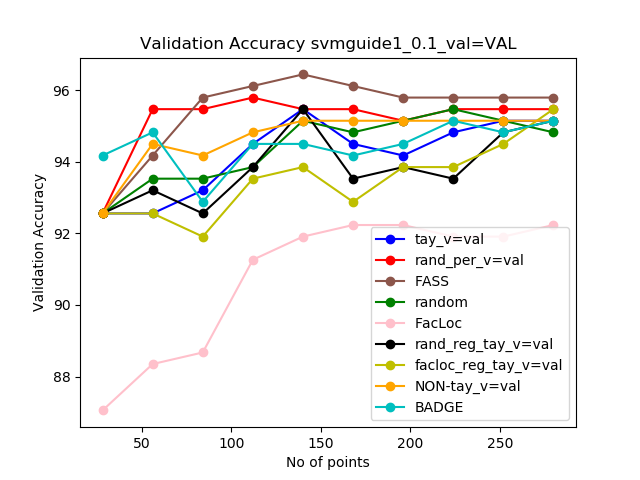 Validation Accuracy svmguide1_0.1_val=VAL
96
94
92
90
88
Validation Accuracy
50
100
150
200
250
No of points
tay_v=val
rand_per_v=val
FASS
random
FacLoc
rand_reg_tay_v=val
facloc_reg_tay_v=val
NON-tay_v=val
BADGE